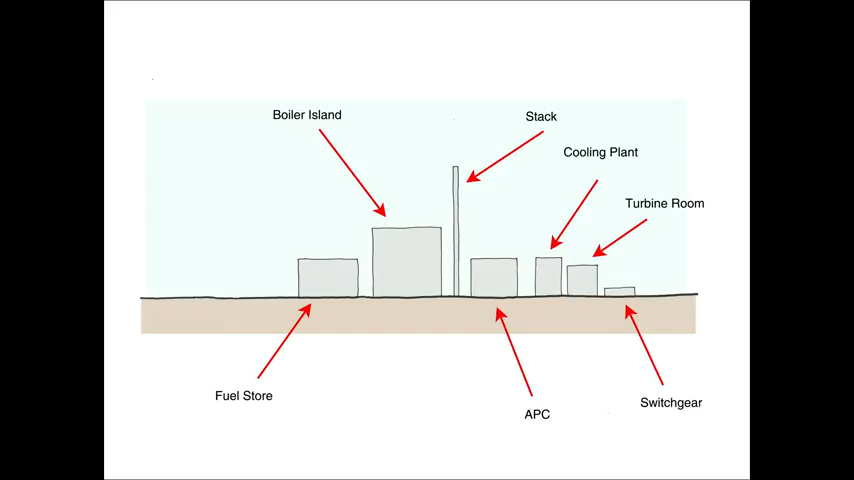 Boiler Island
Stack
Cooling Plant
Turbine Room
Fuel Store
APC
Switchgear